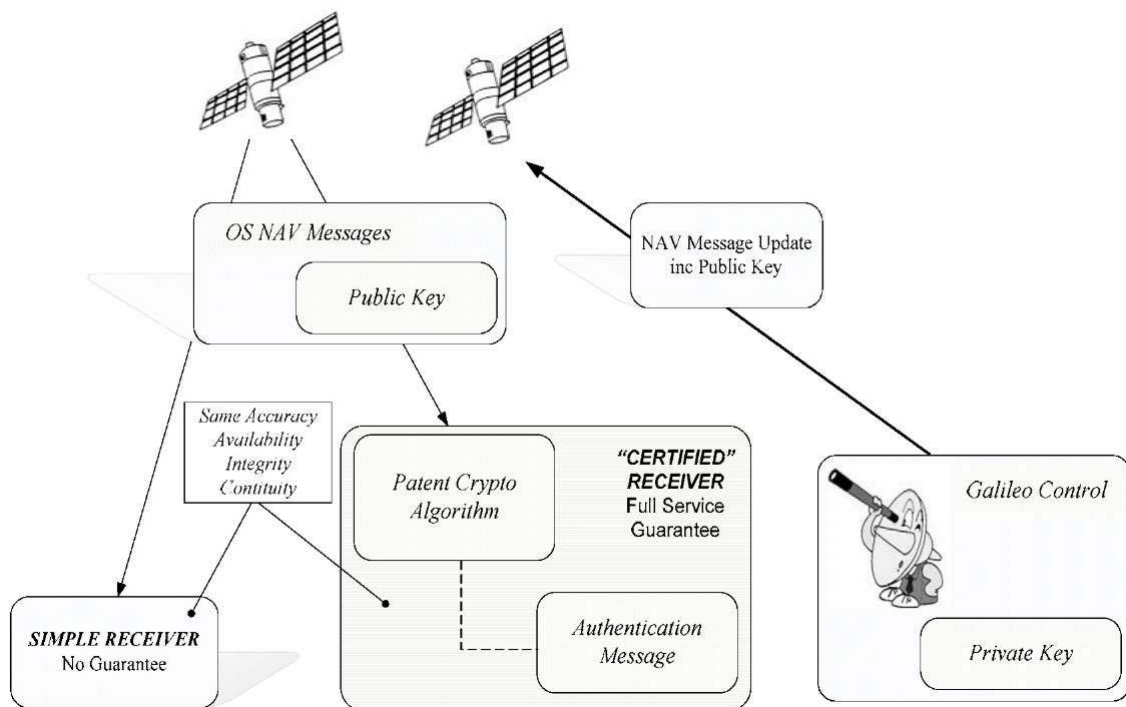 OS NAV Messages
Public Key
NAV Message Update
inc Public Key
Same Accuracy
Availability
Integrity
Contituity
Patent Crypto
Algorithm
“CERTIFIED”
RECEIVER
Full Service
Guarantee
Authentication
Message
SIMPLE RECEIVER
No Guarantee
Galileo Control
Private Key